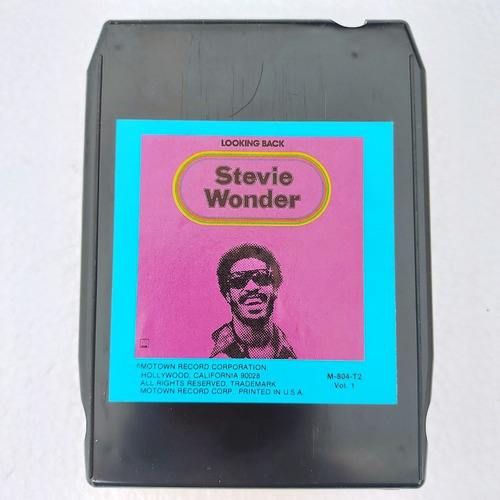 LOOKING BACK
Stevie
Wonder
©MOTOWN RECORD CORPORATION,
HOLLYWOOD, CALIFORNIA 90028
ALL RIGHTS RESERVED, TRADEMARK
MOTOWN RECORD CORP., PRINTED IN U.S.A.
M-804-T2
Vol. 1